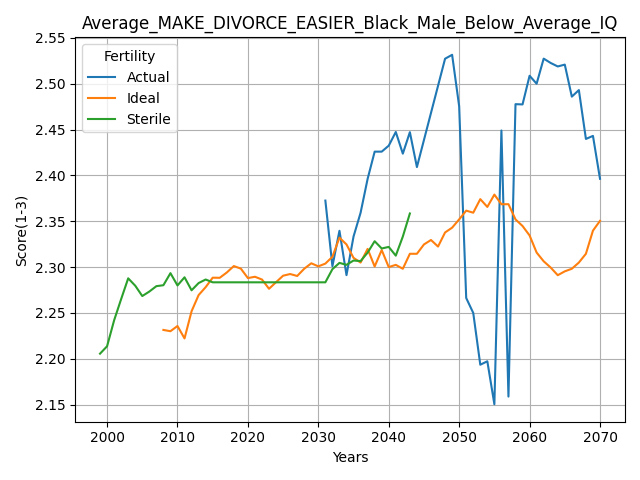 Average_MAKE_DIVORCE_EASIER_Black_Male_Below_Average_IQ
Fertility
Actual
Ideal
Sterile
Score(1-3)
2.55
2.50
2.45
2.40
2.35
2.30
2.25
2.20
2.15
2000 2010 2020 2030 2040 2050 2060 2070
Years